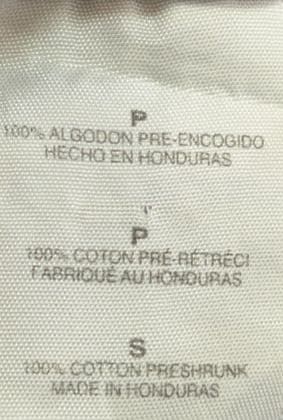 P
100% ALGODON PRE-ENCOGIDO
HECHO EN HONDURAS
P
100% COTON PRÉ-RÉTRÉCI
FABRIQUÉ AU HONDURAS
S
100% COTTON PRESHRUNK
MADE IN HONDURAS